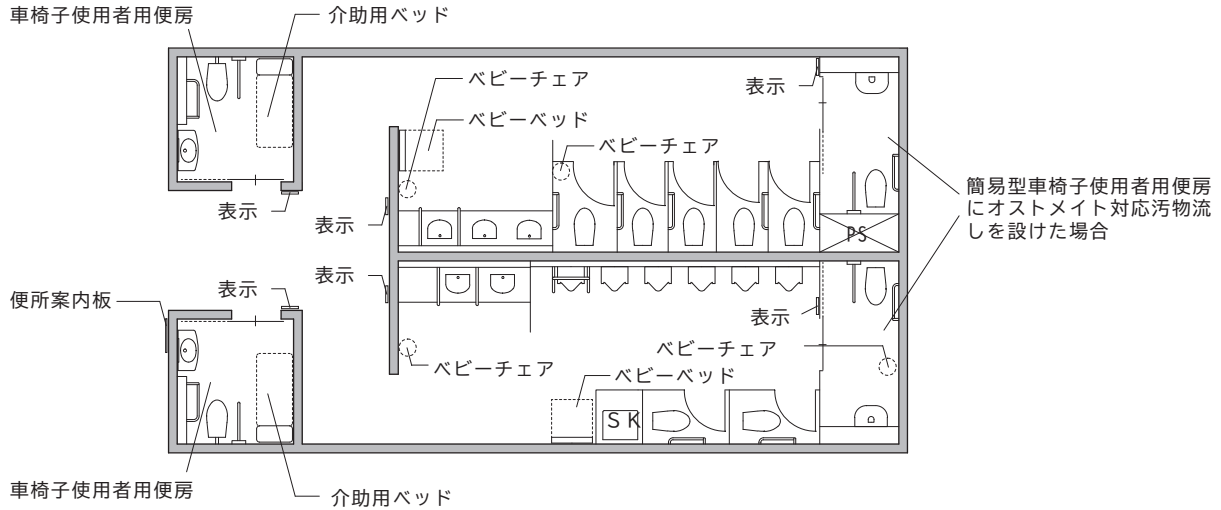 車椅子使用者用便房
介助用ベッド
ベビーチェア
表示
ベビーベッド
ベビーチェア
簡易型車椅子使用者用便房
にオストメイト対応汚物流
しを設けた場合
表示
表示
PS
表示
表示
便所案内板
表示
ベビーチェア
ベビーチェア
ベビーベッド
SK
車椅子使用者用便房
介助用ベッド